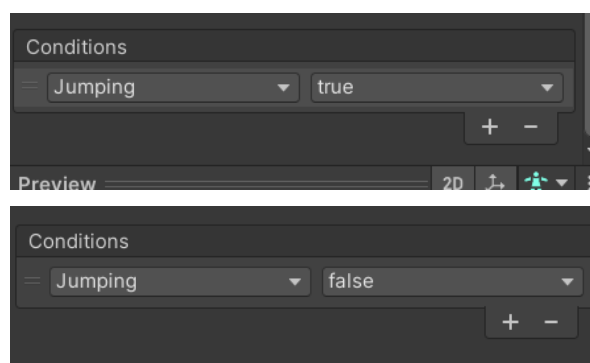 Conditions
Jumping true
+ -
Preview 2D
Conditions
Jumping false
+ -